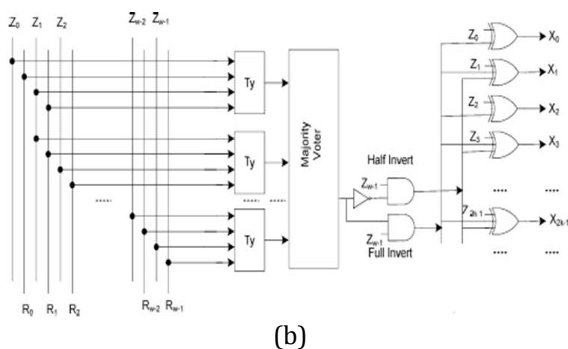 Z0 Z1 Z2 Zw-2 Zw-1
Ty
Ty
......
......
Ty
R0 R1 R2 Rw-2 Rw-1
Majority
Voter
Half Invert
Zw-1
Zw-1
Full Invert
Z0 X0
Z1 X1
Z2 X2
Z3 X3
.... ....
Z2k-1 X2k-1
.... ....
(b)